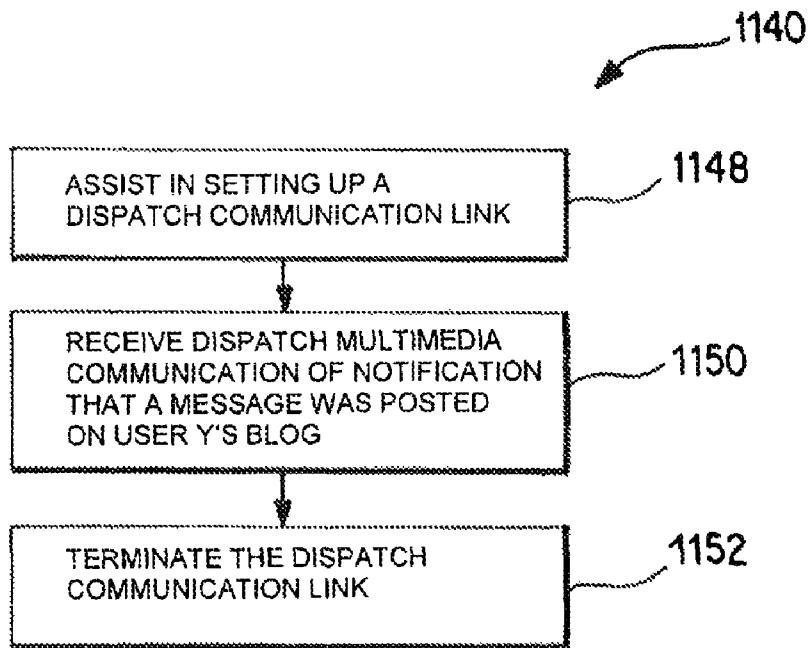 1140
ASSIST IN SETTING UP A
DISPATCH COMMUNICATION LINK
1148
RECEIVE DISPATCH MULTIMEDIA
COMMUNICATION OF NOTIFICATION
THAT A MESSAGE WAS POSTED
ON USER Y'S BLOG
1150
TERMINATE THE DISPATCH
COMMUNICATION LINK
1152